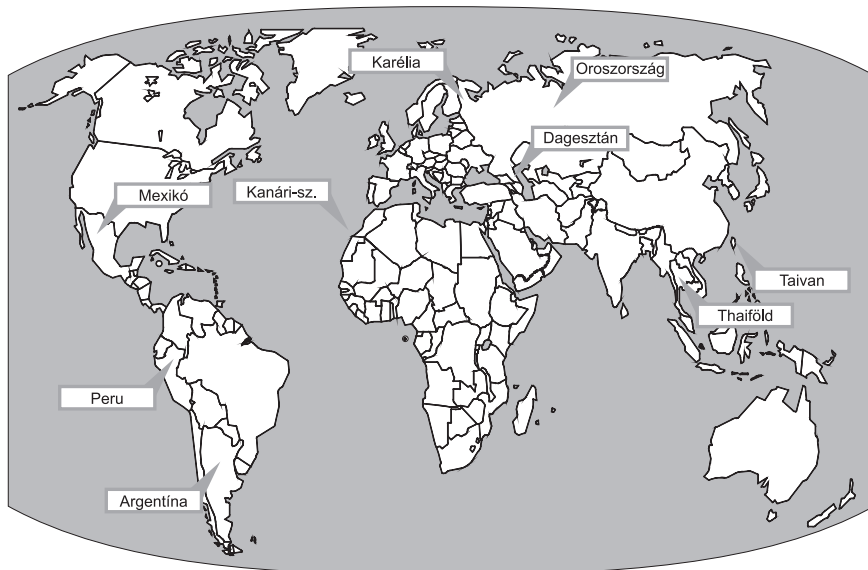 Karélia
Oroszország
Dagesztán
Mexikó
Kanári-sz.
Taivan
Thaiföld
Peru
Argentína